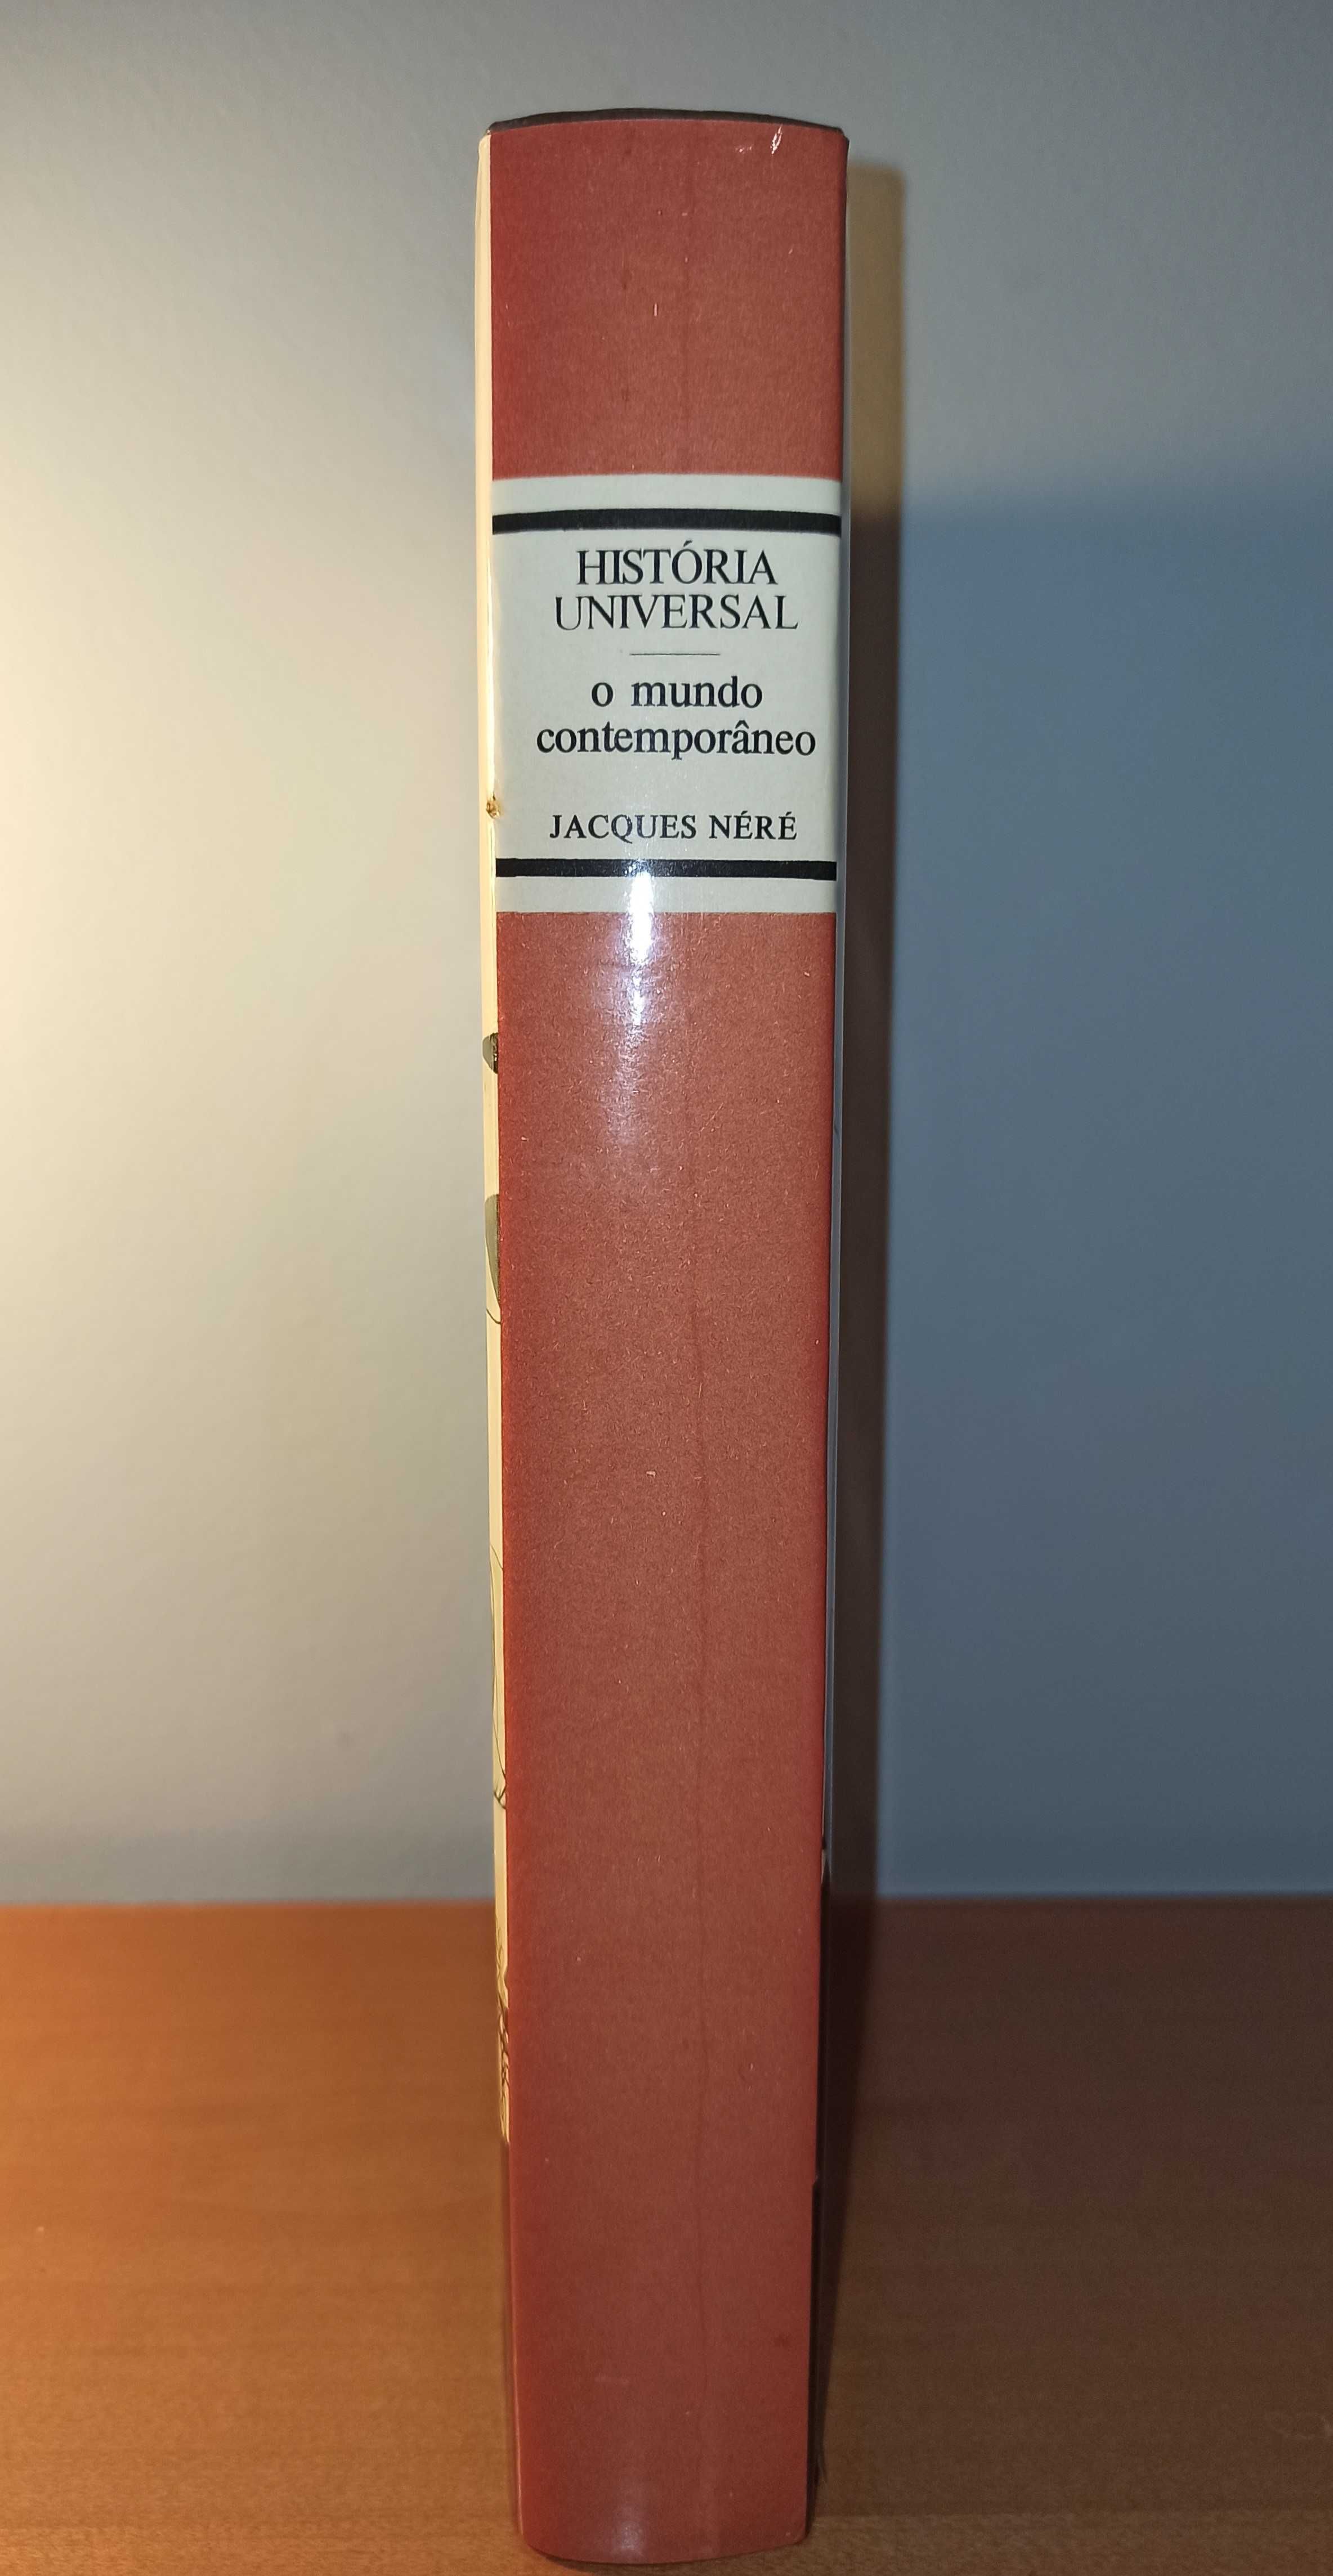 HISTÓRIA
UNIVERSAL
o mundo
contemporâneo
JACQUES NÉRÉ